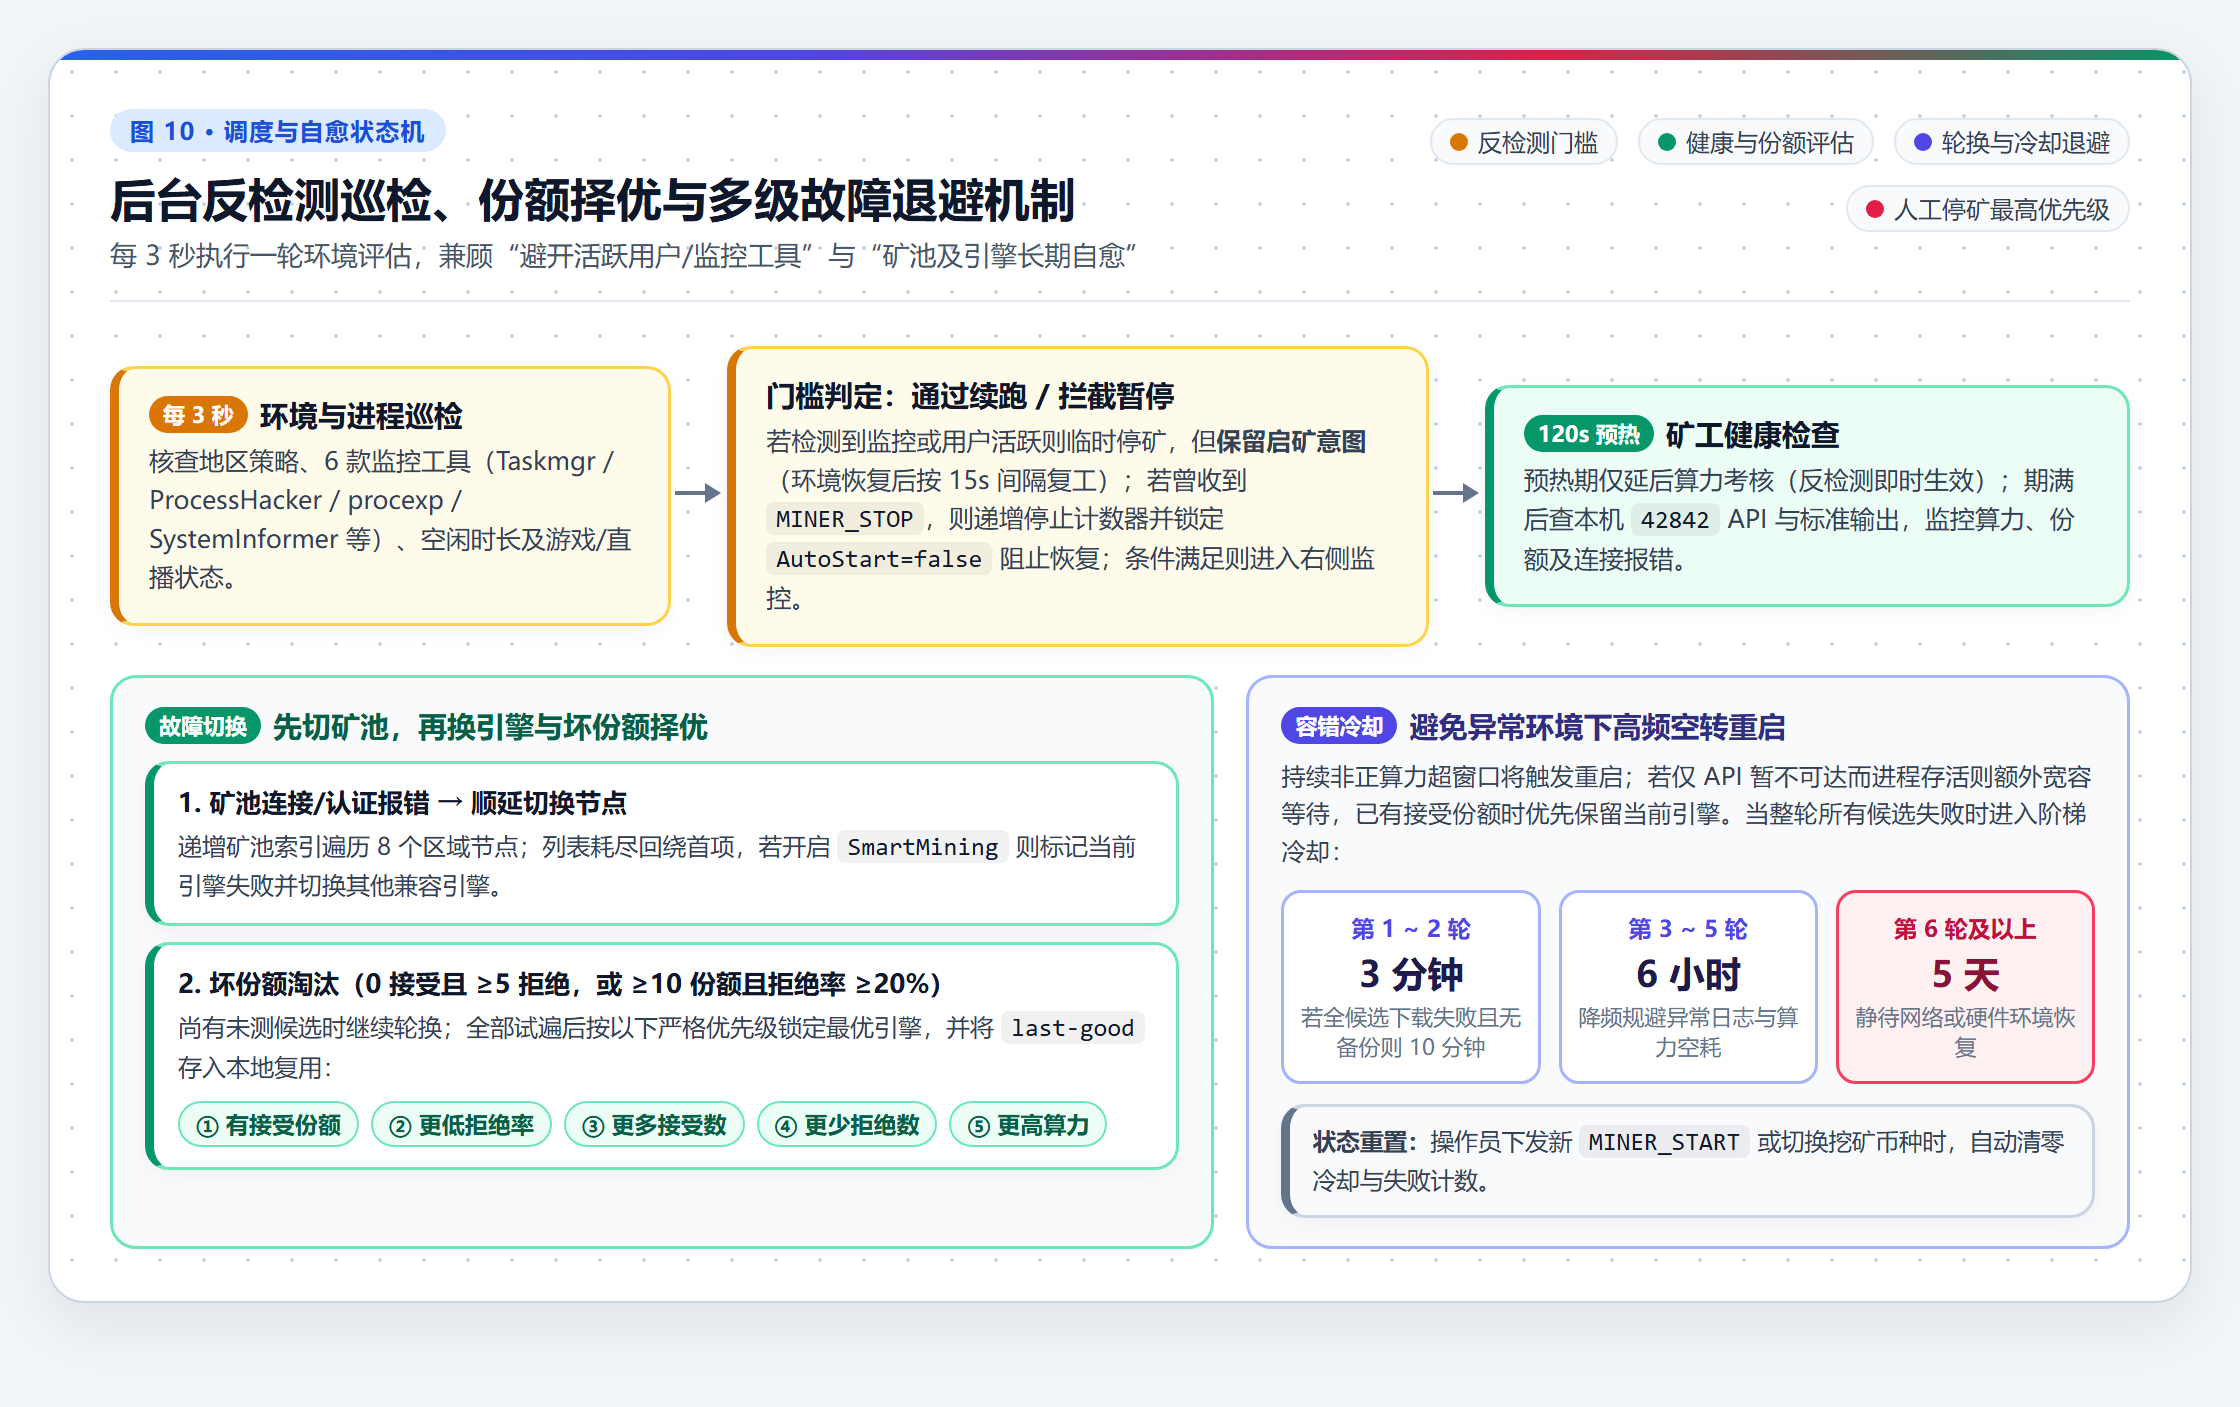 图 10 • 调度与自愈状态机
后台反检测巡检、份额择优与多级故障退避机制
每 3 秒执行一轮环境评估，兼顾“避开活跃用户/监控工具”与“矿池及引擎长期自愈”
反检测门槛
健康与份额评估
轮换与冷却退避
人工停矿最高优先级
每 3 秒 环境与进程巡检
核查地区策略、6 款监控工具（Taskmgr /
ProcessHacker / procexp /
SystemInformer 等）、空闲时长及游戏/直
播状态。
门槛判定：通过续跑 / 拦截暂停
若检测到监控或用户活跃则临时停矿，但保留启矿意图
（环境恢复后按 15s 间隔复工）；若曾收到
MINER_STOP，则递增停止计数器并锁定
AutoStart=false 阻止恢复；条件满足则进入右侧监
控。
120s 预热 矿工健康检查
预热期仅延后算力考核（反检测即时生效）；期满
后查本机 42842 API 与标准输出，监控算力、份
额及连接报错。
故障切换 先切矿池，再换引擎与坏份额择优
1. 矿池连接/认证报错 → 顺延切换节点
递增矿池索引遍历 8 个区域节点；列表耗尽回绕首项，若开启 SmartMining 则标记当前
引擎失败并切换其他兼容引擎。
2. 坏份额淘汰（0 接受且 ≥5 拒绝，或 ≥10 份额且拒绝率 ≥20%）
尚有未测候选时继续轮换；全部试遍后按以下严格优先级锁定最优引擎，并将 last-good
存入本地复用：
① 有接受份额
② 更低拒绝率
③ 更多接受数
④ 更少拒绝数
⑤ 更高算力
容错冷却 避免异常环境下高频空转重启
持续非正算力超窗口将触发重启；若仅 API 暂不可达而进程存活则额外宽容
等待，已有接受份额时优先保留当前引擎。当整轮所有候选失败时进入阶梯
冷却：
第 1 ~ 2 轮
3 分钟
若全候选下载失败且无
备份则 10 分钟
第 3 ~ 5 轮
6 小时
降频规避异常日志与算
力空耗
第 6 轮及以上
5 天
静待网络或硬件环境恢
复
状态重置：操作员下发新 MINER_START 或切换挖矿币种时，自动清零
冷却与失败计数。